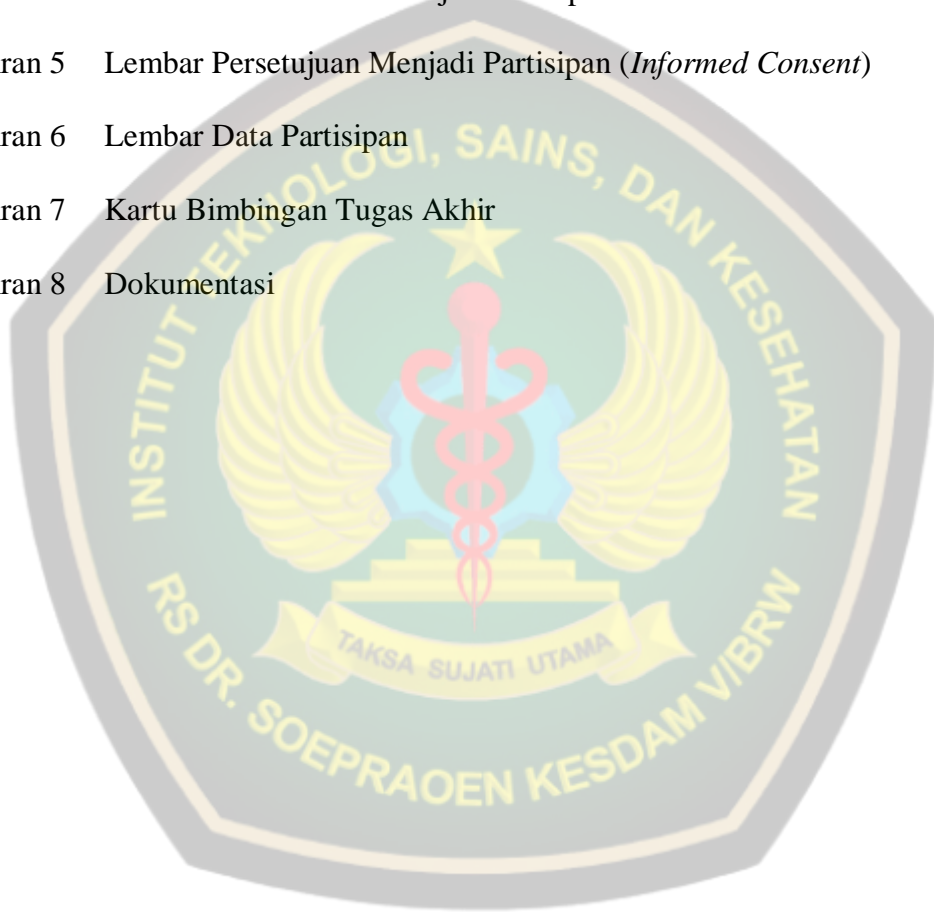 ran 5 Lembar Persetujuan Menjadi Partisipan (Informed Consent)
ran 6 Lembar Data Partisipan
ran 7 Kartu Bimbingan Tugas Akhir
ran 8 Dokumentasi
INSTITUT TEKNOLOGI, SAINS, DAN KESEHATAN
TAKSA SUJATI UTAMA
RS DR. SOEPRAOEN KESDAM V/BRW